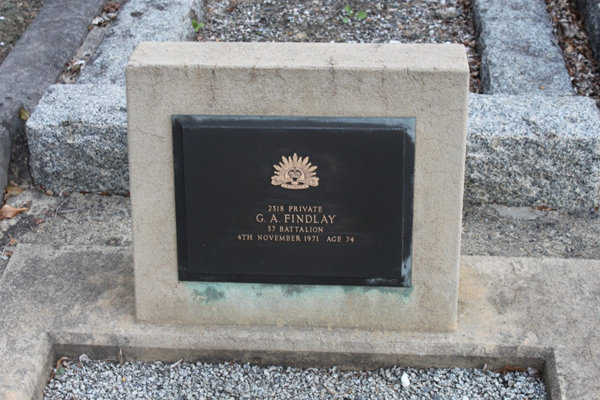 2318 PRIVATE
G. A. FINDLAY
37 BATTALION
4TH NOVEMBER 1971 AGE 74